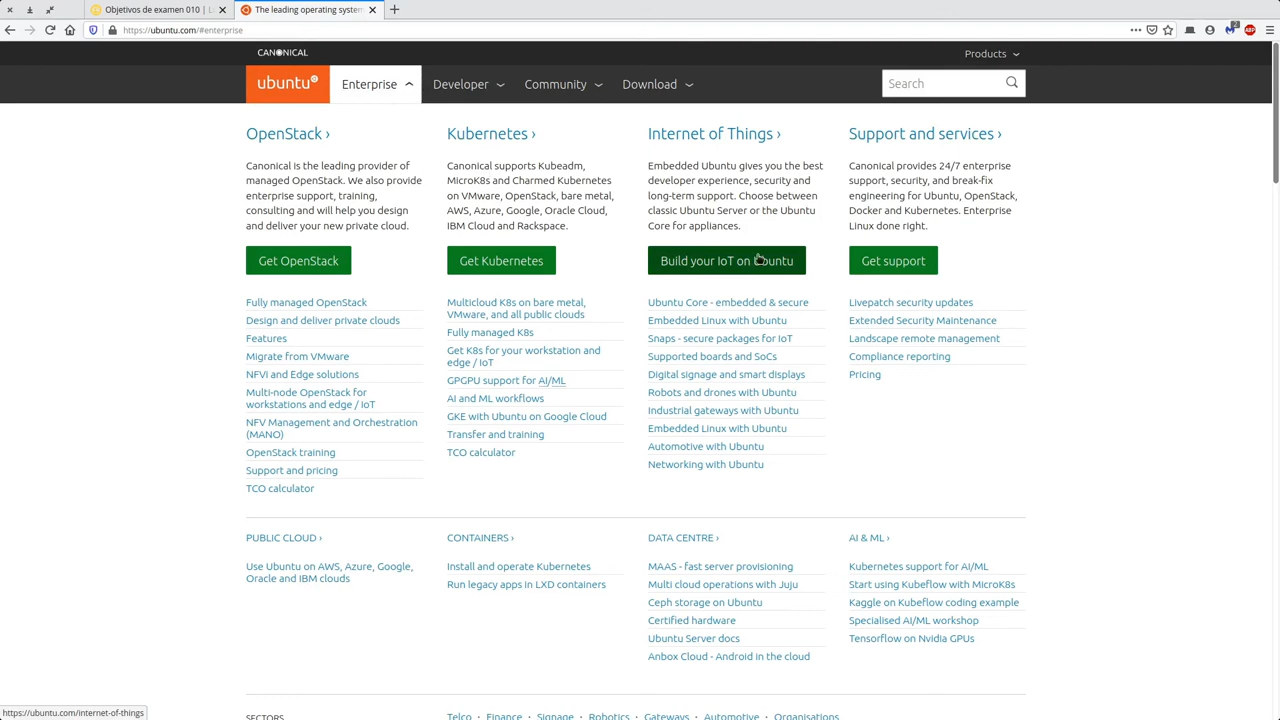 Objetivos de examen 010 | L
The leading operating system
https://ubuntu.com/#enterprise
CANONICAL
Products
ubuntu
Enterprise
Developer
Community
Download
Search
OpenStack ›
Canonical is the leading provider of
managed OpenStack. We also provide
enterprise support, training,
consulting and will help you design
and deliver your new private cloud.
Get OpenStack
Fully managed OpenStack
Design and deliver private clouds
Features
Migrate from VMware
NFVi and Edge solutions
Multi-node OpenStack for
workstations and edge / IoT
NFV Management and Orchestration
(MANO)
OpenStack training
Support and pricing
TCO calculator
Kubernetes ›
Canonical supports Kubeadm,
MicroK8s and Charmed Kubernetes
on VMware, OpenStack, bare metal,
AWS, Azure, Google, Oracle Cloud,
IBM Cloud and Rackspace.
Get Kubernetes
Multicloud K8s on bare metal,
VMware, and all public clouds
Fully managed K8s
Get K8s for your workstation and
edge / IoT
GPGPU support for AI/ML
AI and ML workflows
GKE with Ubuntu on Google Cloud
Transfer and training
TCO calculator
Internet of Things ›
Embedded Ubuntu gives you the best
developer experience, security and
long-term support. Choose between
classic Ubuntu Server or the Ubuntu
Core for appliances.
Build your IoT on Ubuntu
Ubuntu Core - embedded & secure
Embedded Linux with Ubuntu
Snaps - secure packages for IoT
Supported boards and SoCs
Digital signage and smart displays
Robots and drones with Ubuntu
Industrial gateways with Ubuntu
Embedded Linux with Ubuntu
Automotive with Ubuntu
Networking with Ubuntu
Support and services ›
Canonical provides 24/7 enterprise
support, security, and break-fix
engineering for Ubuntu, OpenStack,
Docker and Kubernetes. Enterprise
Linux done right.
Get support
Livepatch security updates
Extended Security Maintenance
Landscape remote management
Compliance reporting
Pricing
PUBLIC CLOUD ›
Use Ubuntu on AWS, Azure, Google,
Oracle and IBM clouds
CONTAINERS ›
Install and operate Kubernetes
Run legacy apps in LXD containers
DATA CENTRE ›
MAAS - fast server provisioning
Multi cloud operations with Juju
Ceph storage on Ubuntu
Certified hardware
Ubuntu Server docs
Anbox Cloud - Android in the cloud
AI & ML ›
Kubernetes support for AI/ML
Start using Kubeflow with MicroK8s
Kaggle on Kubeflow coding example
Specialised AI/ML workshop
Tensorflow on Nvidia GPUs
SECTORS
Telco Finance Signage Robotics Gateways Automotive Organisations
https://ubuntu.com/internet-of-things